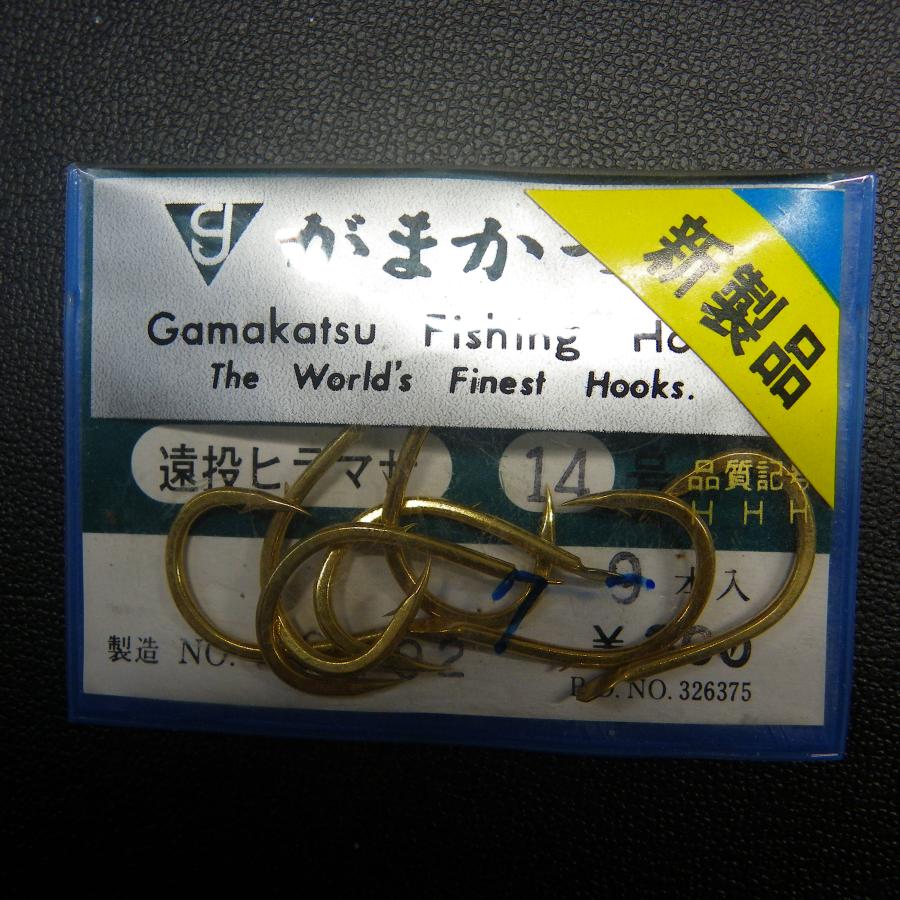 g がまかつ
Gamakatsu Fishing Ho
新製品
The World's Finest Hooks.
遠投ヒラマサ 14 号 品質記号
H H H
7 9 本入
製造 NO.
¥
P.O. NO. 326375